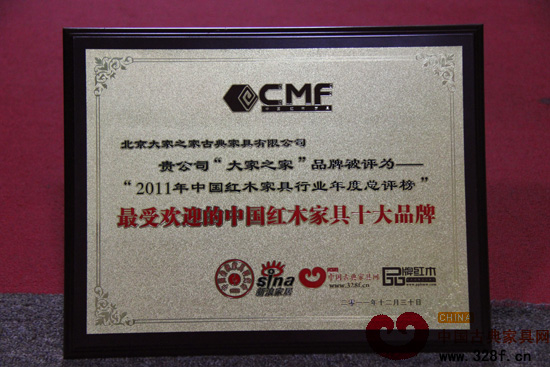 CMF
北京大家之家古典家具有限公司
贵公司“大家之家”品牌被评为——
“2011年中国红木家具行业年度总评榜”
最受欢迎的中国红木家具十大品牌
sina
新浪家居
中国古典家具网
www.328f.cn
品牌红木
二〇一一年十二月三十日
CHINA
中国古典家具网
www.328f.cn